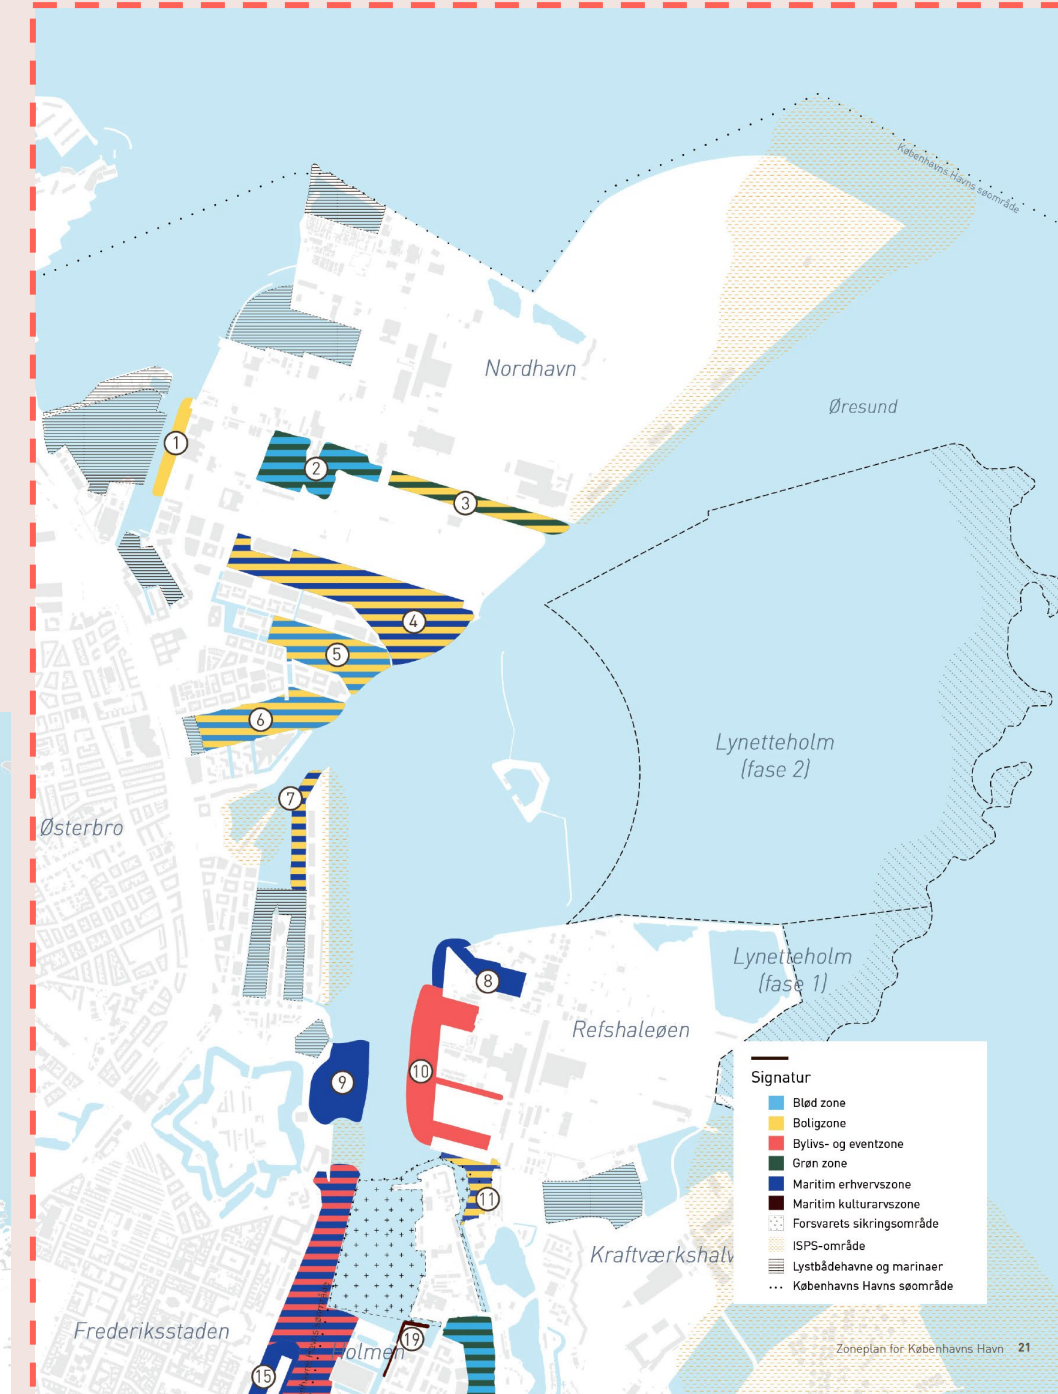 Københavns Havns søområde
Nordhavn
Øresund
1
2
3
4
5
6
Lynetteholm
(fase 2)
7
Østerbro
Lynetteholm
(fase 1)
8
Refshaleøen
10
9
11
Kraftværkshalv
Frederiksstaden
19
Holmen
15
Signatur
Blød zone
Boligzone
Bylivs- og eventzone
Grøn zone
Maritim erhvervszone
Maritim kulturarvszone
Forsvarets sikringsområde
ISPS-område
Lystbådehavne og marinaer
Københavns Havns søområde
Zoneplan for Københavns Havn 21